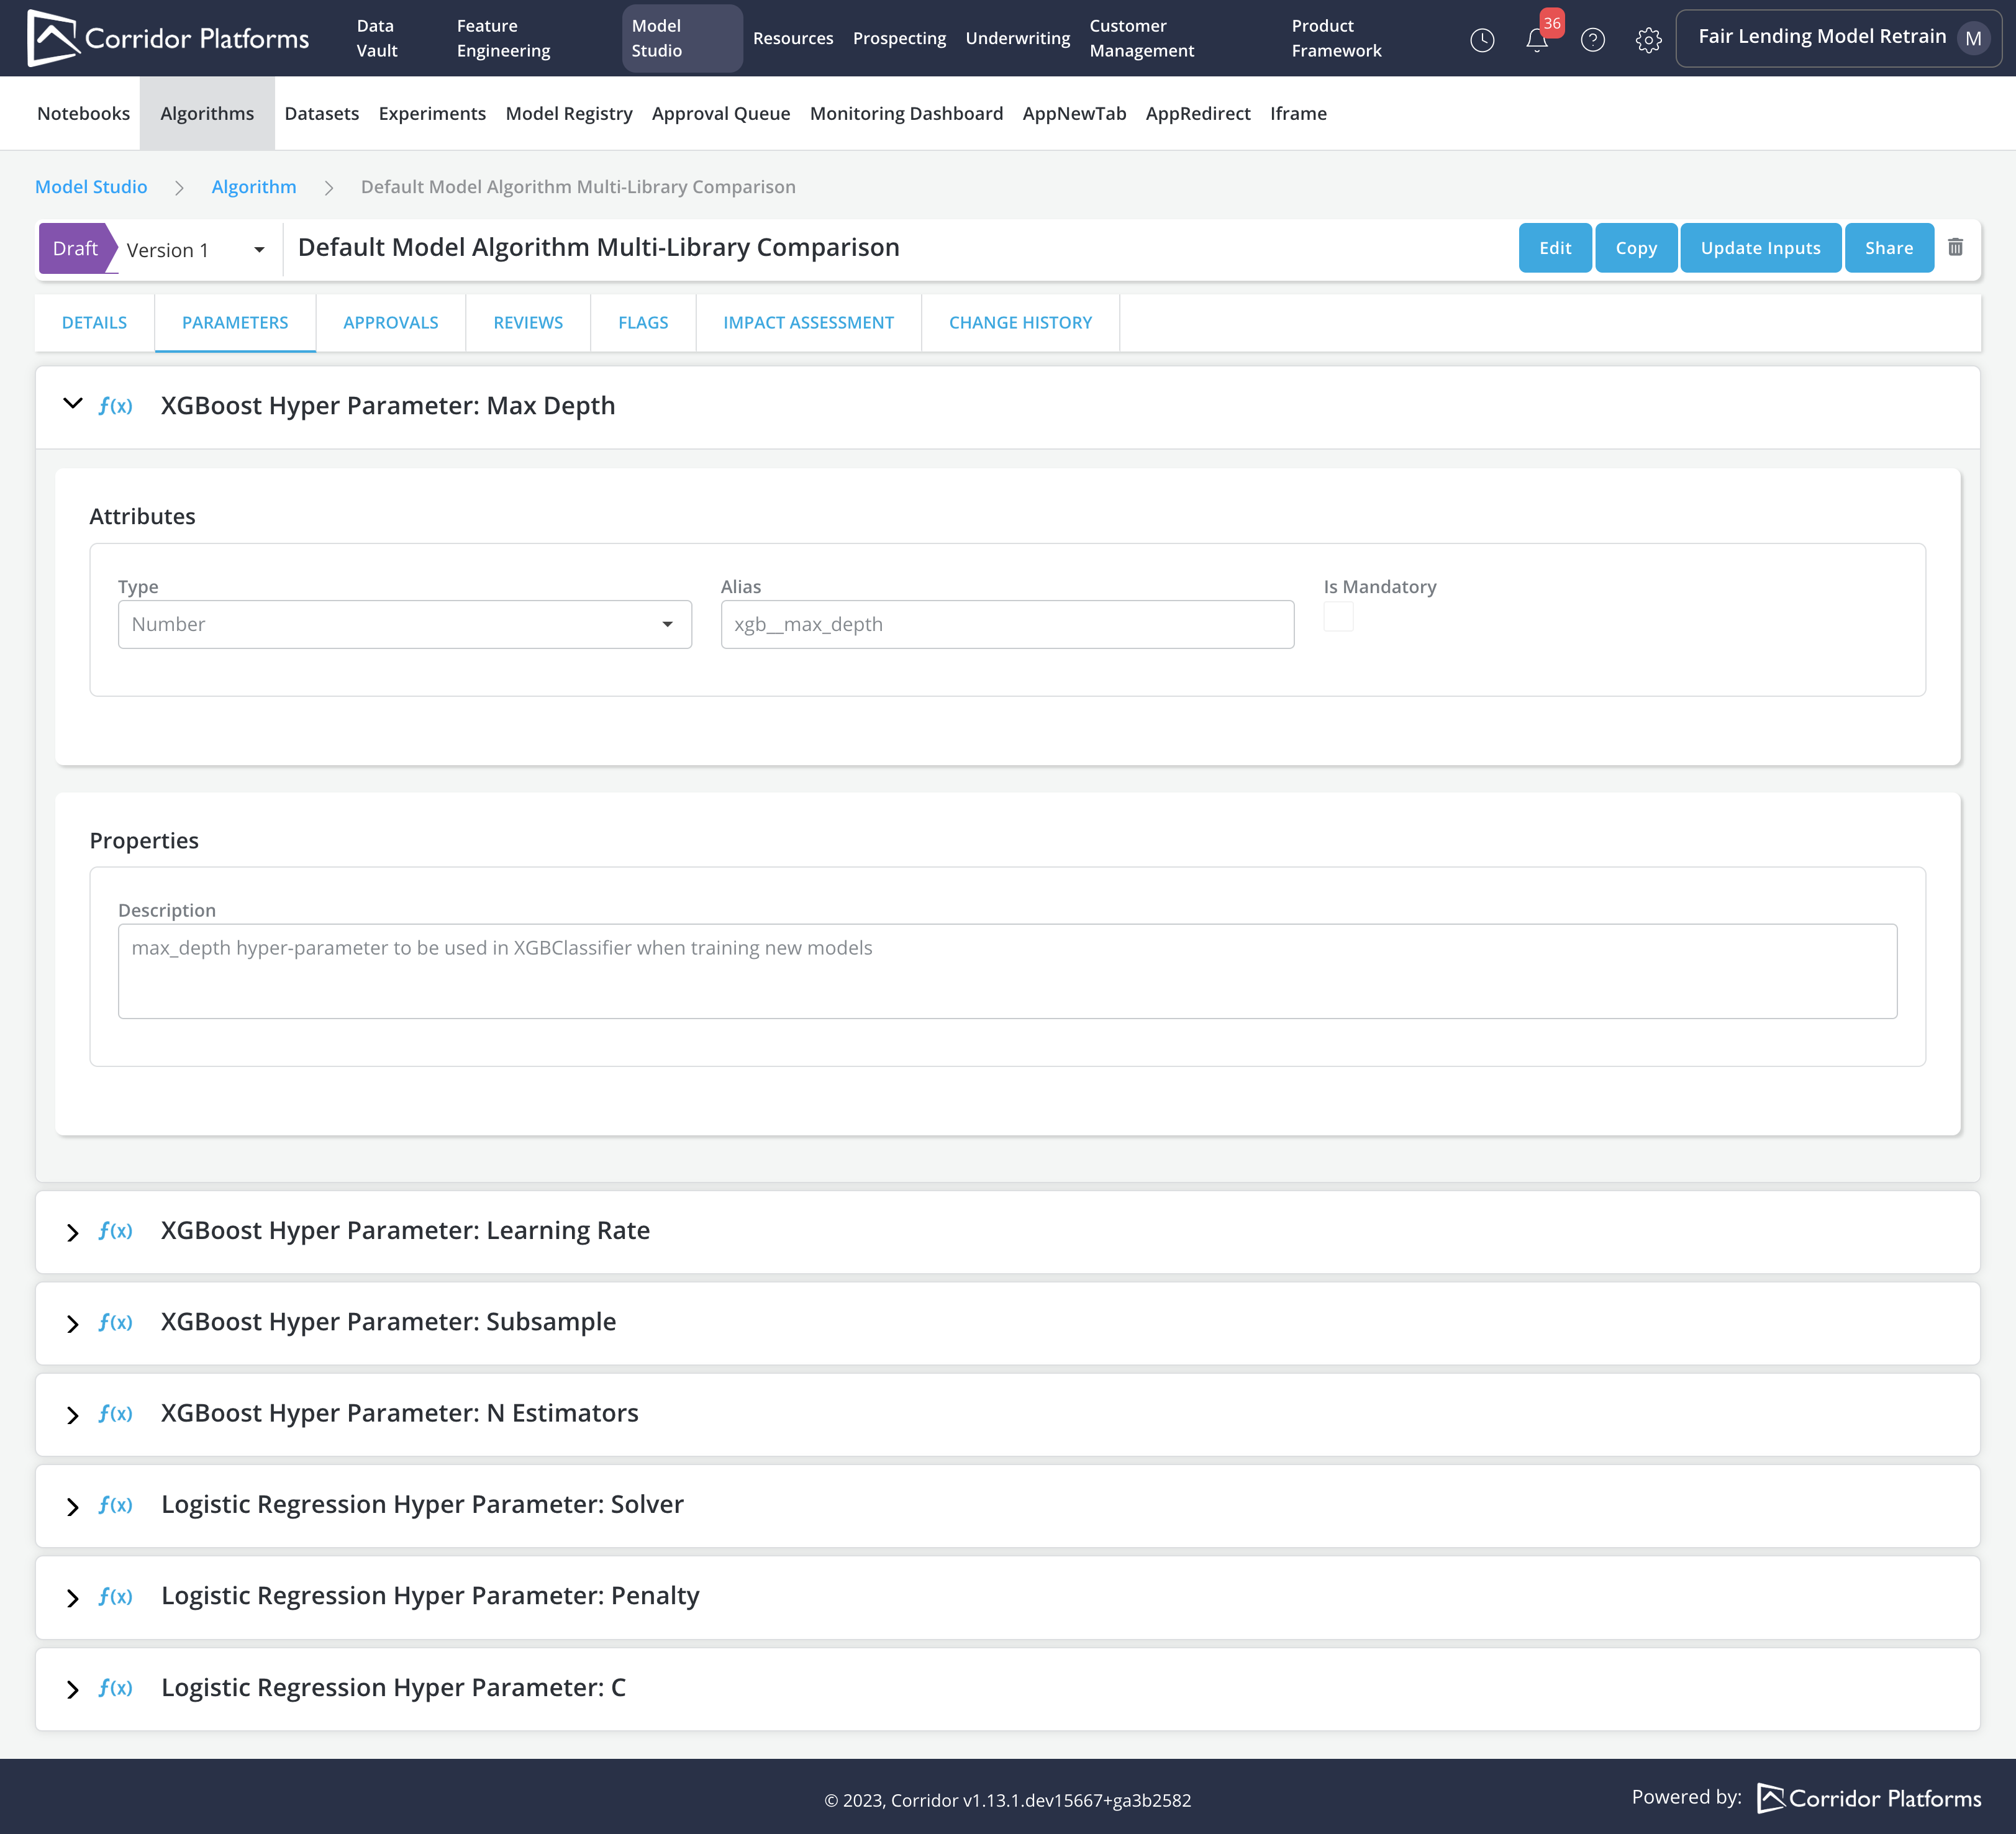 Corridor Platforms
Data Vault
Feature Engineering
Model Studio
Resources
Prospecting
Underwriting
Customer Management
Product Framework
36
?
Fair Lending Model Retrain M
Notebooks Algorithms Datasets Experiments Model Registry Approval Queue Monitoring Dashboard AppNewTab AppRedirect Iframe
Model Studio > Algorithm > Default Model Algorithm Multi-Library Comparison
Draft Version 1 Default Model Algorithm Multi-Library Comparison Edit Copy Update Inputs Share
DETAILS PARAMETERS APPROVALS REVIEWS FLAGS IMPACT ASSESSMENT CHANGE HISTORY
f(x) XGBoost Hyper Parameter: Max Depth
Attributes
Type Alias Is Mandatory
Number xgb__max_depth
Properties
Description
max_depth hyper-parameter to be used in XGBClassifier when training new models
f(x) XGBoost Hyper Parameter: Learning Rate
f(x) XGBoost Hyper Parameter: Subsample
f(x) XGBoost Hyper Parameter: N Estimators
f(x) Logistic Regression Hyper Parameter: Solver
f(x) Logistic Regression Hyper Parameter: Penalty
f(x) Logistic Regression Hyper Parameter: C
© 2023, Corridor v1.13.1.dev15667+ga3b2582
Powered by: Corridor Platforms